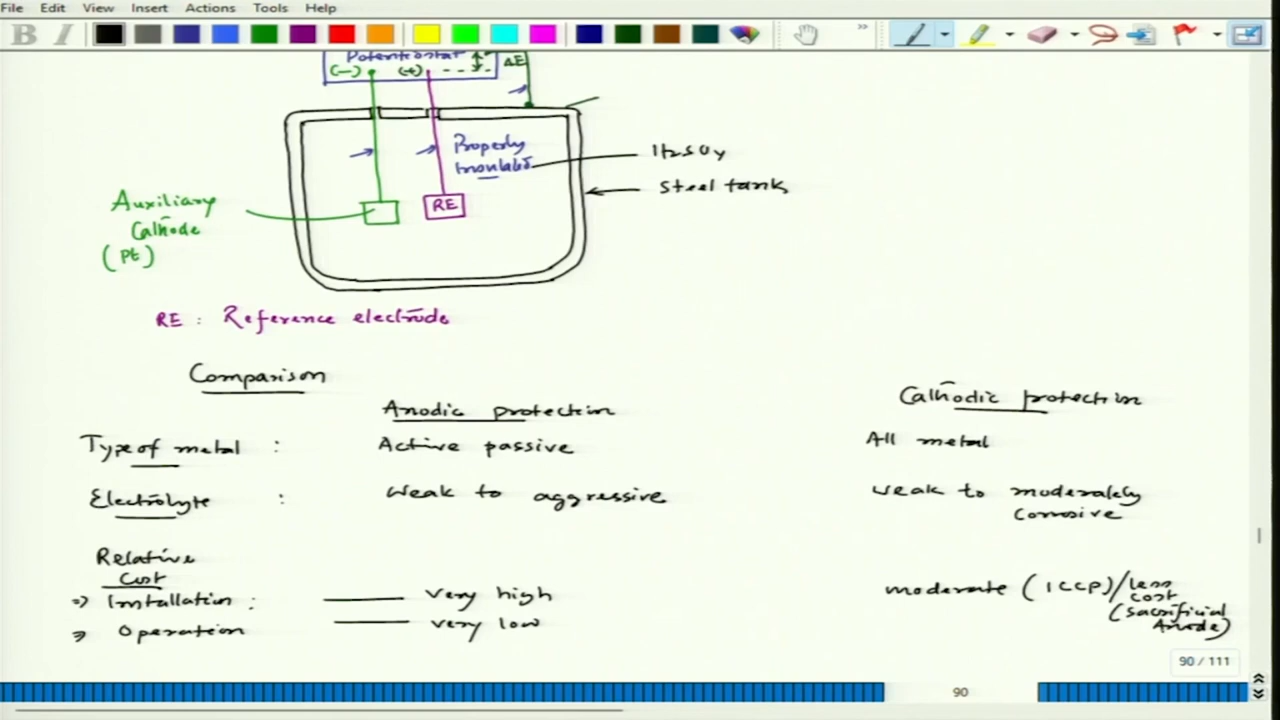 File Edit View Insert Actions Tools Help
B I
Potentiostat
(−) (+) ΔE
Properly
Insulated
H2SO4
Steel tank
Auxiliary
Cathode
(Pt)
RE
RE : Reference electrode
Comparison
Anodic protection
Cathodic protection
Type of metal : Active passive All metal
Electrolyte : Weak to aggressive Weak to moderately
corrosive
Relative
Cost
⇒ Installation : very high moderate (ICCP)/less
cost
(sacrificial
Anode)
⇒ Operation very low
90 / 111
90